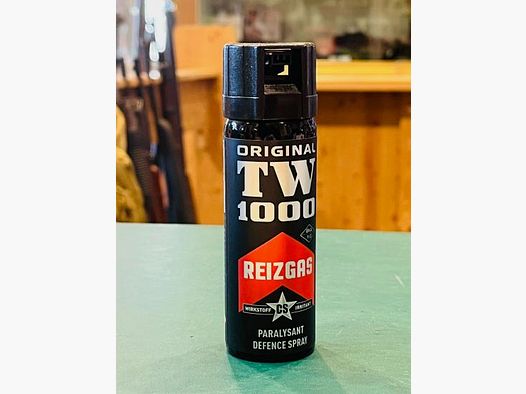 ORIGINAL
TW
1000
REIZGAS
WIRKSTOFF CS IRRITANT
PARALYSANT
DEFENCE SPRAY